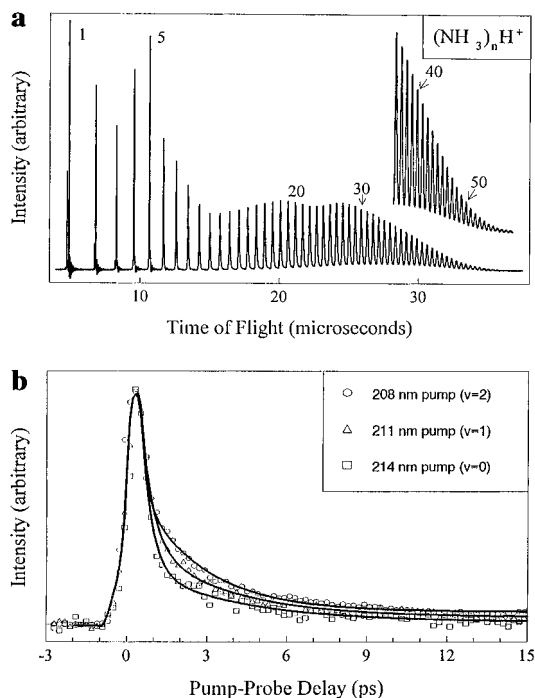 a
(NH 3)nH+
1
5
40
50
20
30
Intensity (arbitrary)
10
20
30
Time of Flight (microseconds)
b
208 nm pump (v=2)
211 nm pump (v=1)
214 nm pump (v=0)
Intensity (arbitrary)
-3
0
3
6
9
12
15
Pump-Probe Delay (ps)